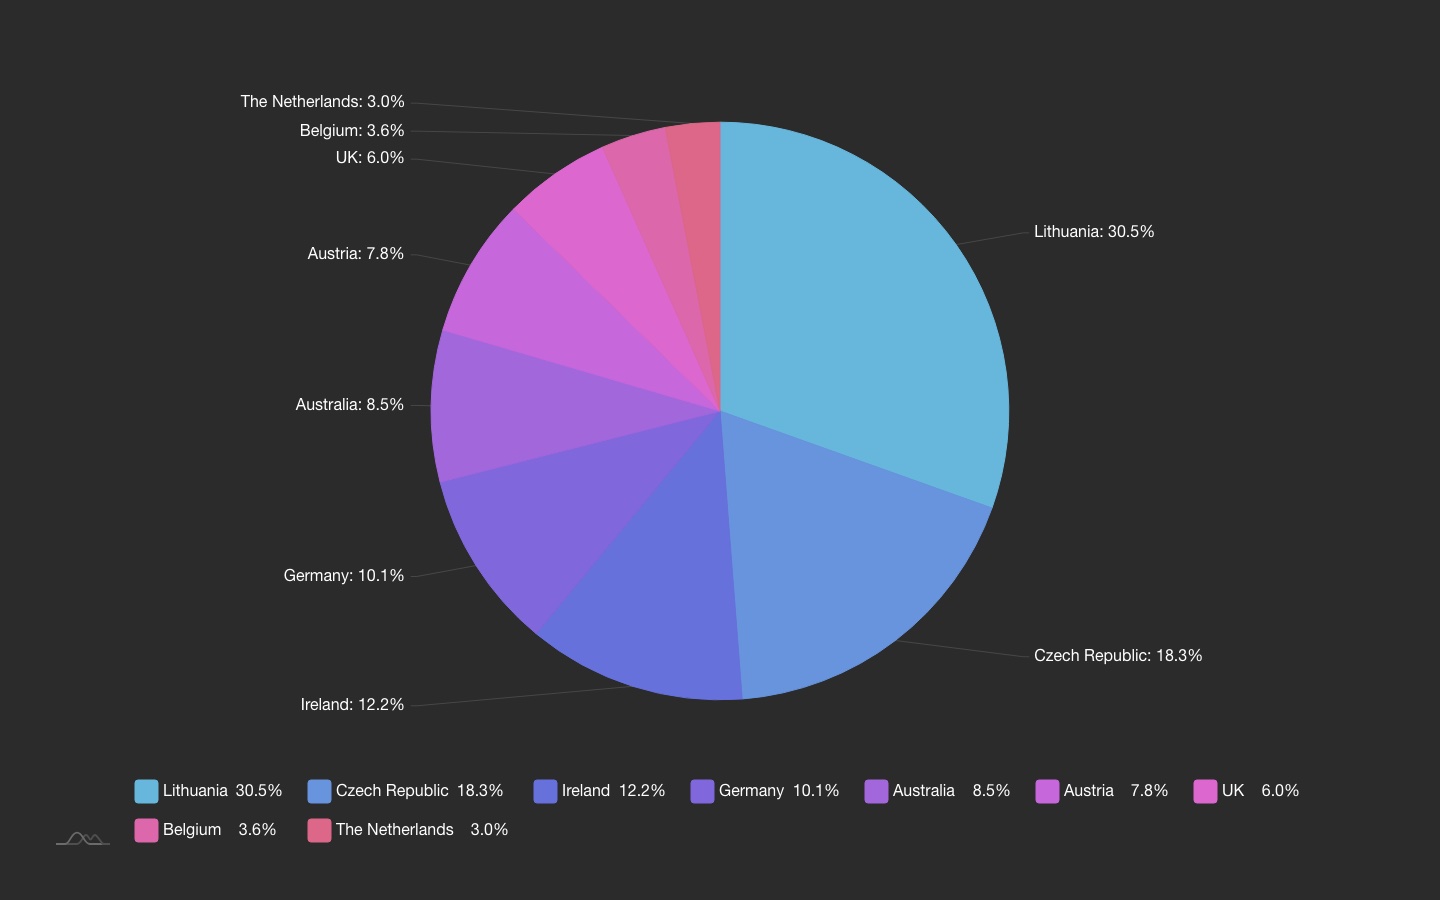 The Netherlands: 3.0%
Belgium: 3.6%
UK: 6.0%
Lithuania: 30.5%
Austria: 7.8%
Australia: 8.5%
Germany: 10.1%
Czech Republic: 18.3%
Ireland: 12.2%
Lithuania 30.5% Czech Republic 18.3% Ireland 12.2% Germany 10.1% Australia 8.5% Austria 7.8% UK 6.0%
Belgium 3.6% The Netherlands 3.0%